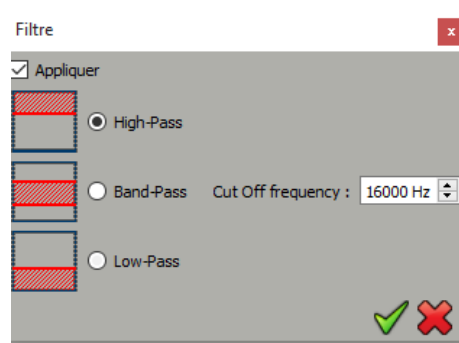 Filtre
x
Appliquer
High-Pass
Band-Pass Cut Off frequency : 16000 Hz
Low-Pass